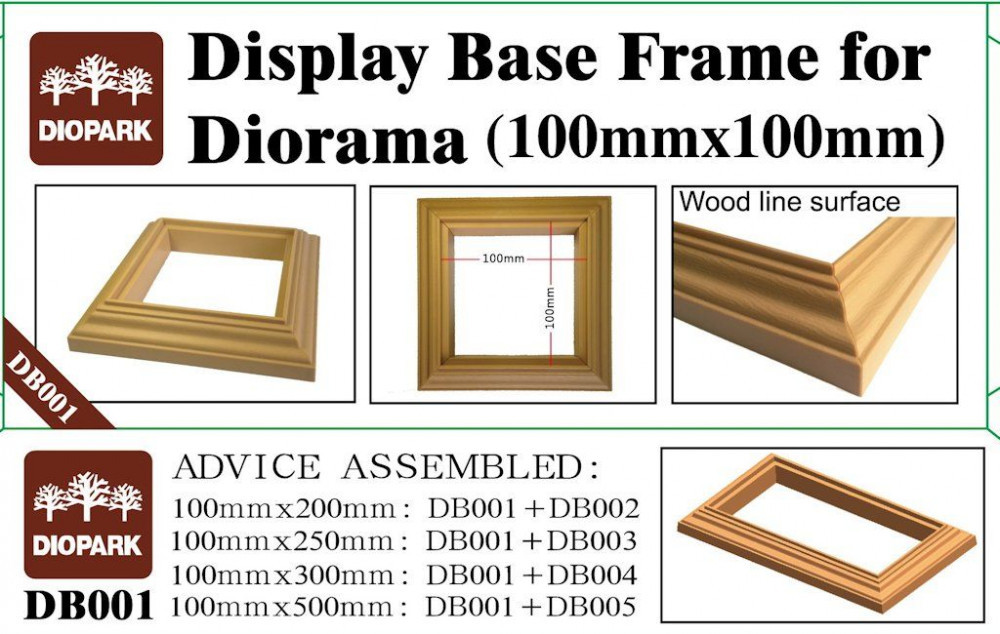 DIOPARK
Display Base Frame for
Diorama (100mmx100mm)
100mm
100mm
Wood line surface
DB001
DIOPARK
DB001
ADVICE ASSEMBLED:
100mmx200mm: DB001+DB002
100mmx250mm: DB001+DB003
100mmx300mm: DB001+DB004
100mmx500mm: DB001+DB005